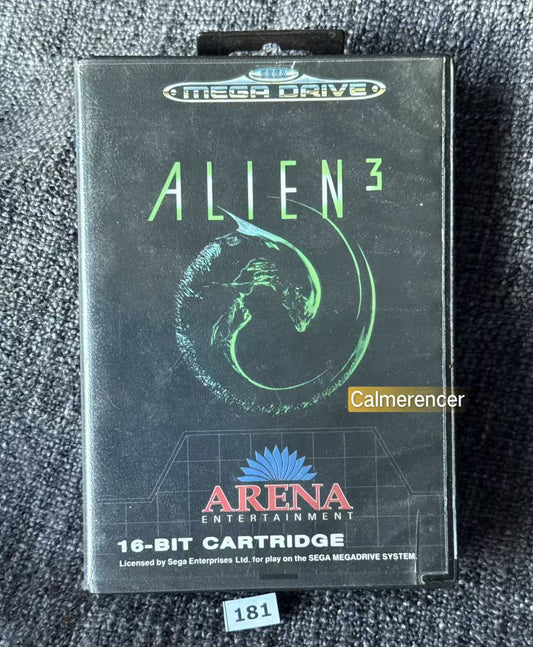 SEGA
MEGA DRIVE
ALIEN 3
Calmerencer
ARENA
ENTERTAINMENT
16-BIT CARTRIDGE
Licensed by Sega Enterprises Ltd. for play on the SEGA MEGADRIVE SYSTEM.
181